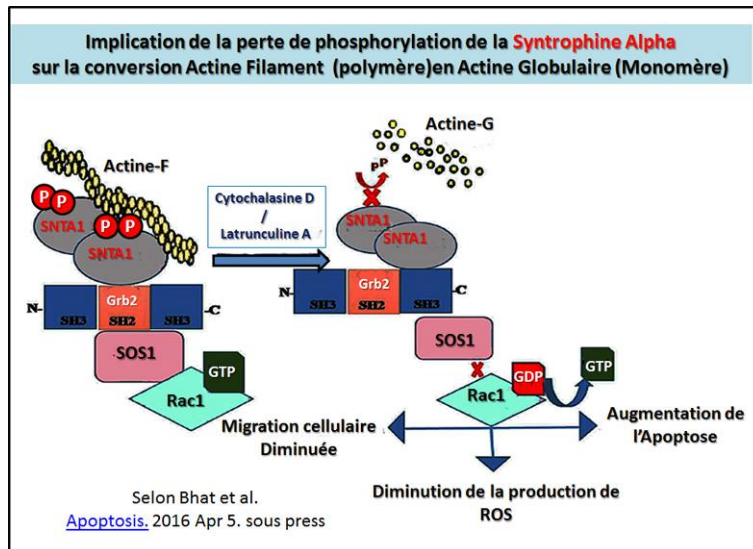 Implication de la perte de phosphorylation de la Syntrophine Alpha
sur la conversion Actine Filament (polymère)en Actine Globulaire (Monomère)
Actine-F
Actine-G
P P
P P
pP
SNTA1
SNTA1
Cytochalasine D
/
Latrunculine A
SNTA1
SNTA1
N-
SH3
Grb2
SH2
SH3
-C
N-
SH3
Grb2
SH2
SH3
-C
SOS1
GTP
Rac1
SOS1
Rac1
GDP
GTP
Migration cellulaire
Diminuée
Augmentation de
l'Apoptose
Diminution de la production de
ROS
Selon Bhat et al.
Apoptosis. 2016 Apr 5. sous press